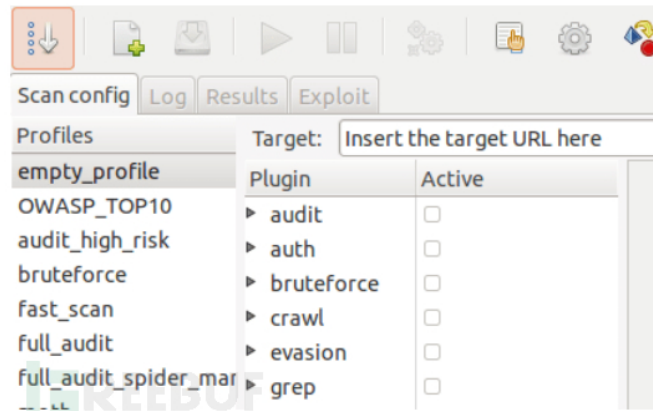 Scan config Log Results Exploit
Profiles
Target: Insert the target URL here
empty_profile
Plugin Active
OWASP_TOP10
audit
audit_high_risk
auth
bruteforce
bruteforce
fast_scan
crawl
full_audit
evasion
full_audit_spider_mar
grep
REEBUF